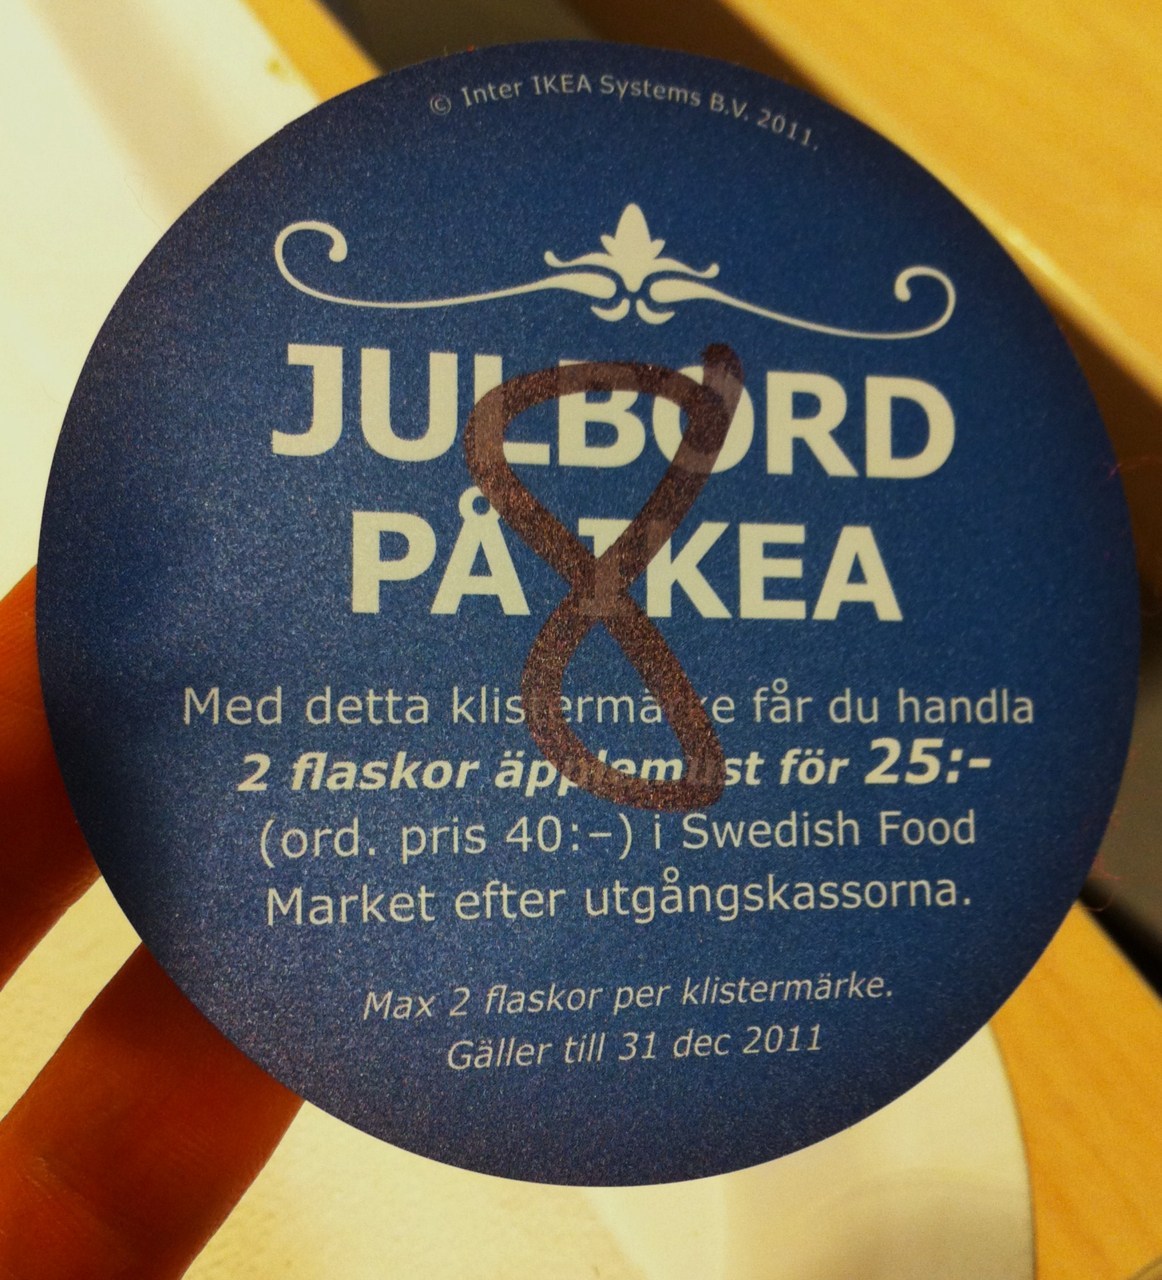 © Inter IKEA Systems B.V. 2011.
JULBORD
PÅ IKEA
8
Med detta klistermärke får du handla
2 flaskor äpplemust för 25:-
(ord. pris 40:-) i Swedish Food
Market efter utgångskassorna.
Max 2 flaskor per klistermärke.
Gäller till 31 dec 2011